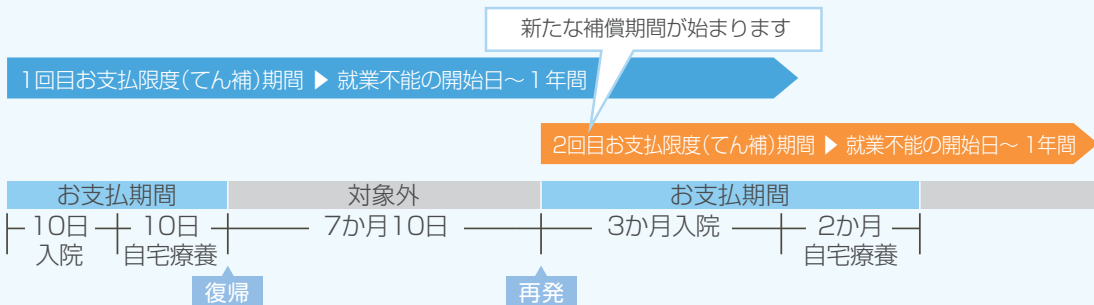 新たな補償期間が始まります
1回目お支払限度(てん補)期間 ▶ 就業不能の開始日～１年間
2回目お支払限度(てん補)期間 ▶ 就業不能の開始日～ 1年間
お支払期間
対象外
お支払期間
10日
入院
10日
自宅療養
7か月10日
3か月入院
2か月
自宅療養
復帰
再発